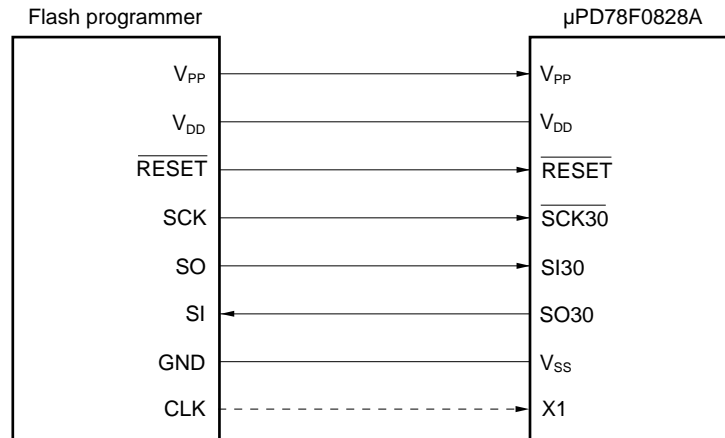 Flash programmer μPD78F0828A
VPP VPP
VDD VDD
RESET RESET
SCK SCK30
SO SI30
SI SO30
GND VSS
CLK X1